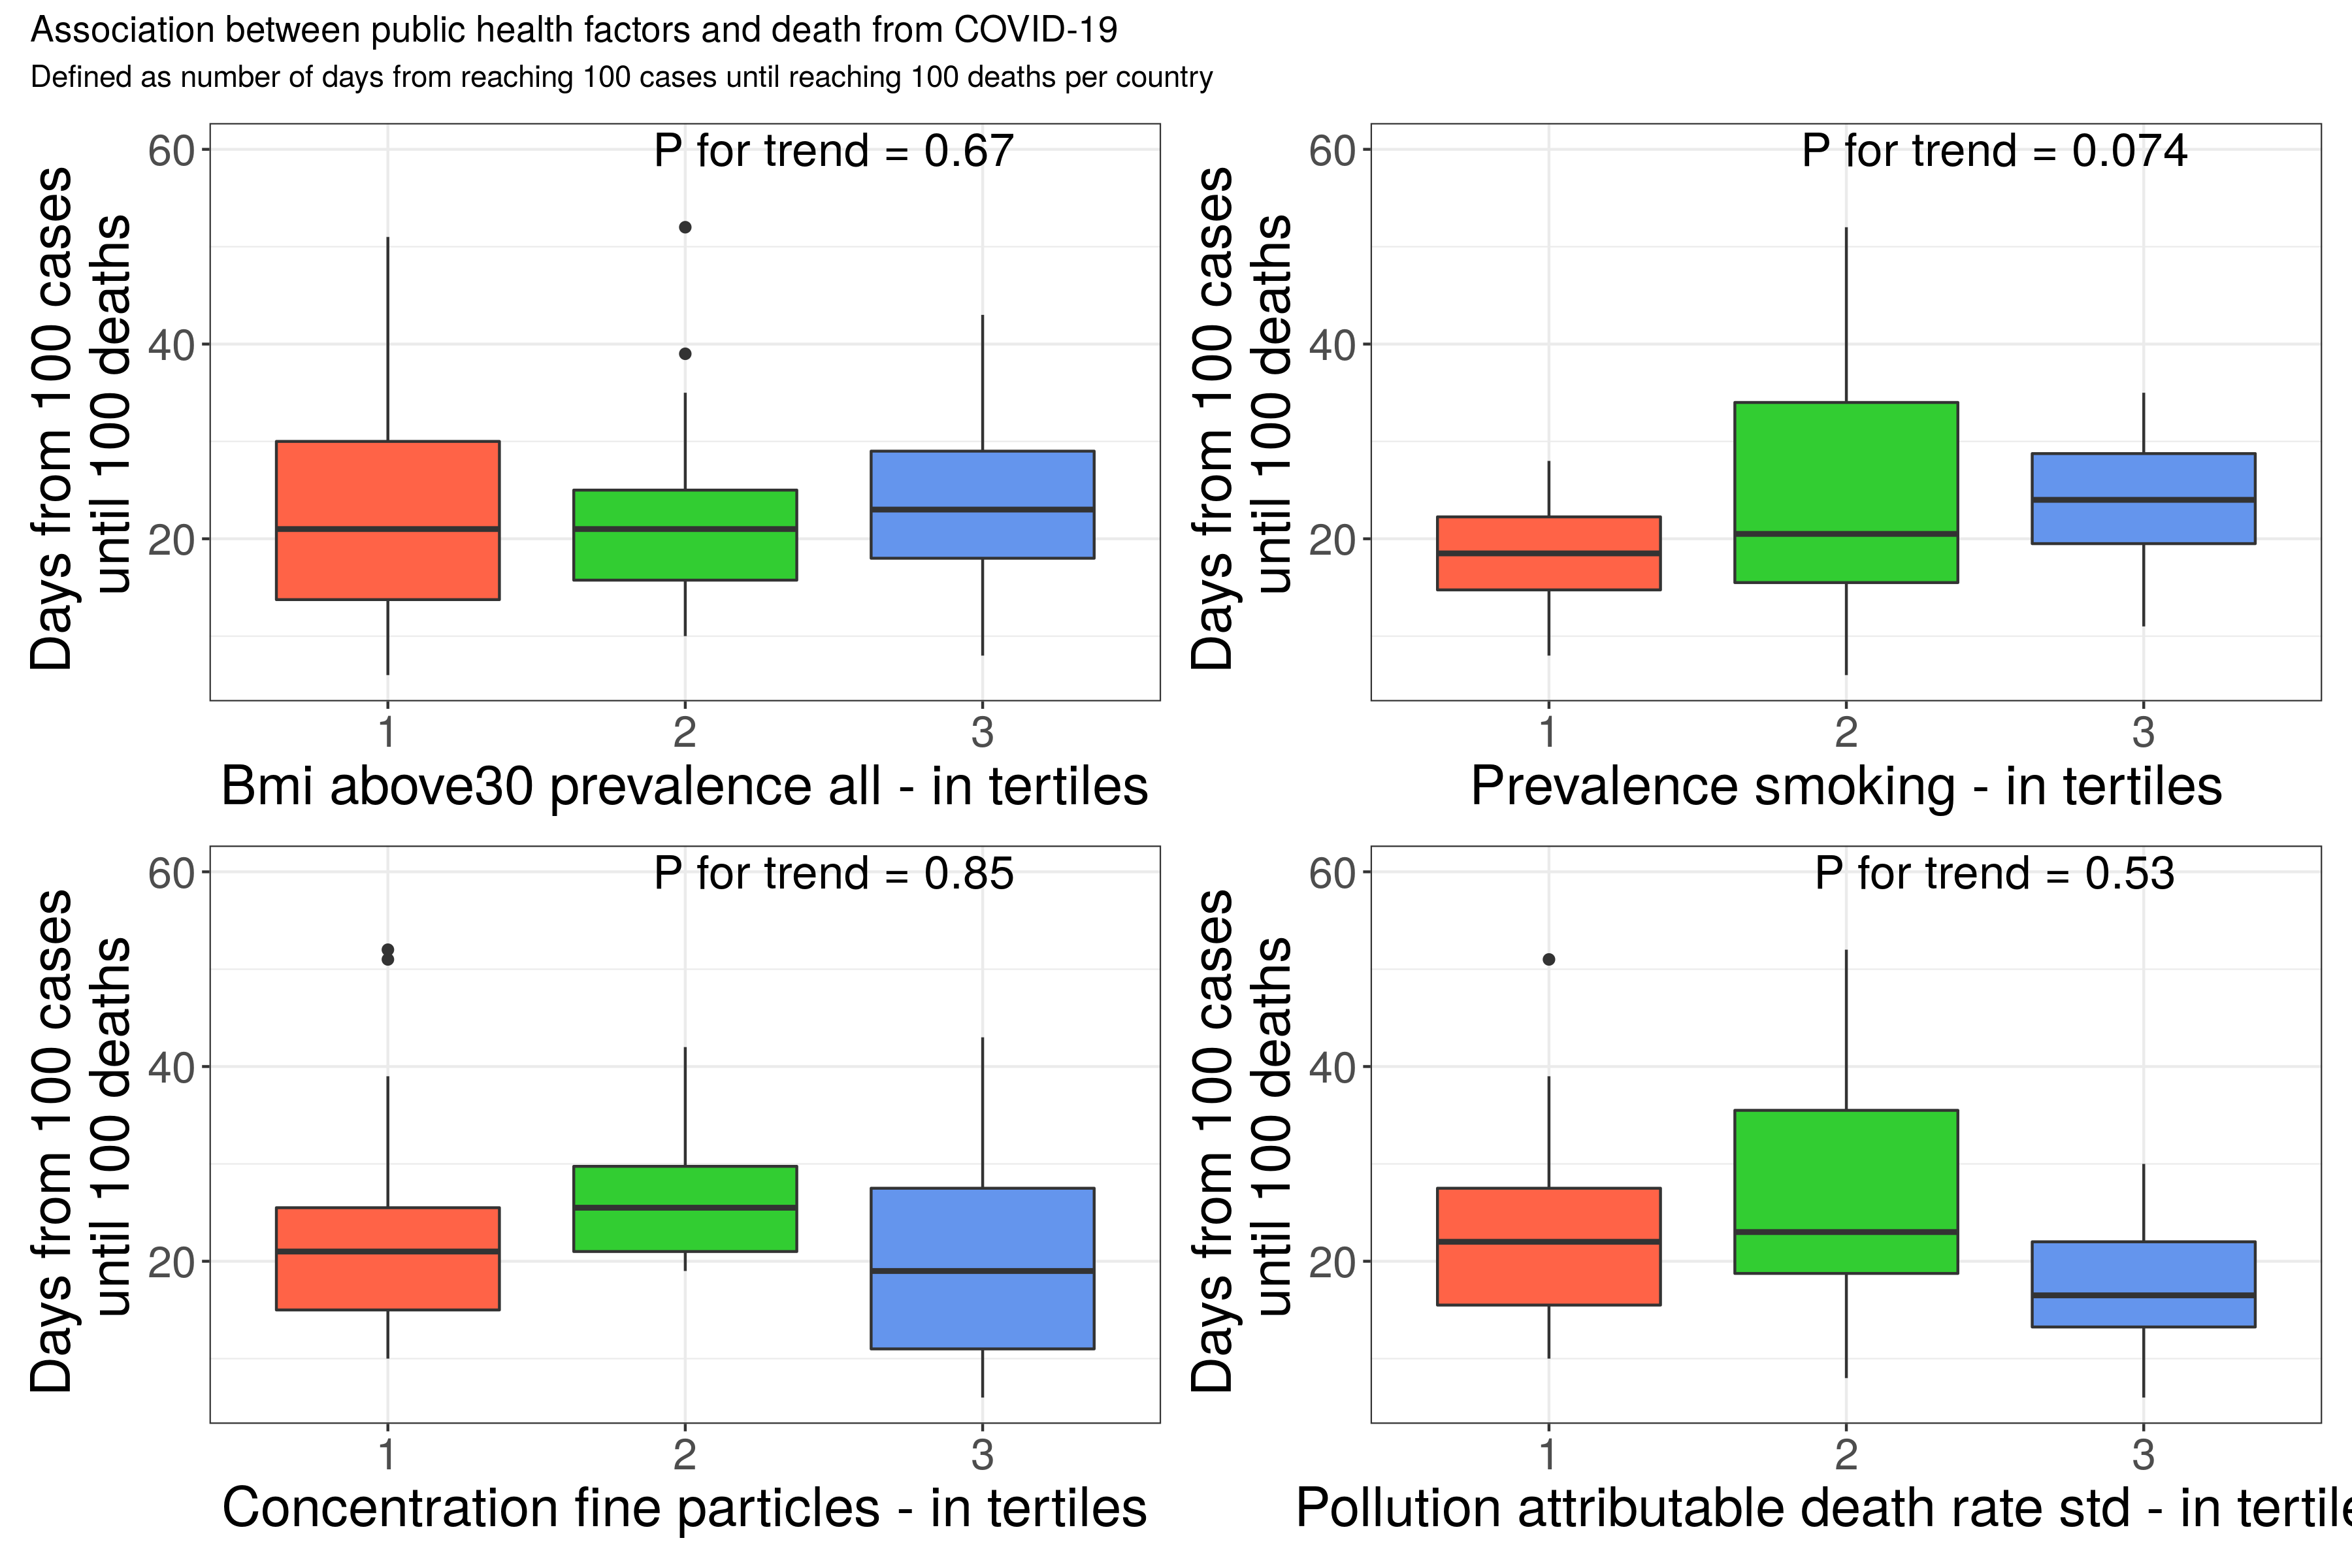 Association between public health factors and death from COVID-19
Defined as number of days from reaching 100 cases until reaching 100 deaths per country
Days from 100 cases
until 100 deaths
60
40
20
P for trend = 0.67
1 2 3
Bmi above30 prevalence all - in tertiles
Days from 100 cases
until 100 deaths
60
40
20
P for trend = 0.074
1 2 3
Prevalence smoking - in tertiles
Days from 100 cases
until 100 deaths
60
40
20
P for trend = 0.85
1 2 3
Concentration fine particles - in tertiles
Days from 100 cases
until 100 deaths
60
40
20
P for trend = 0.53
1 2 3
Pollution attributable death rate std - in tertile